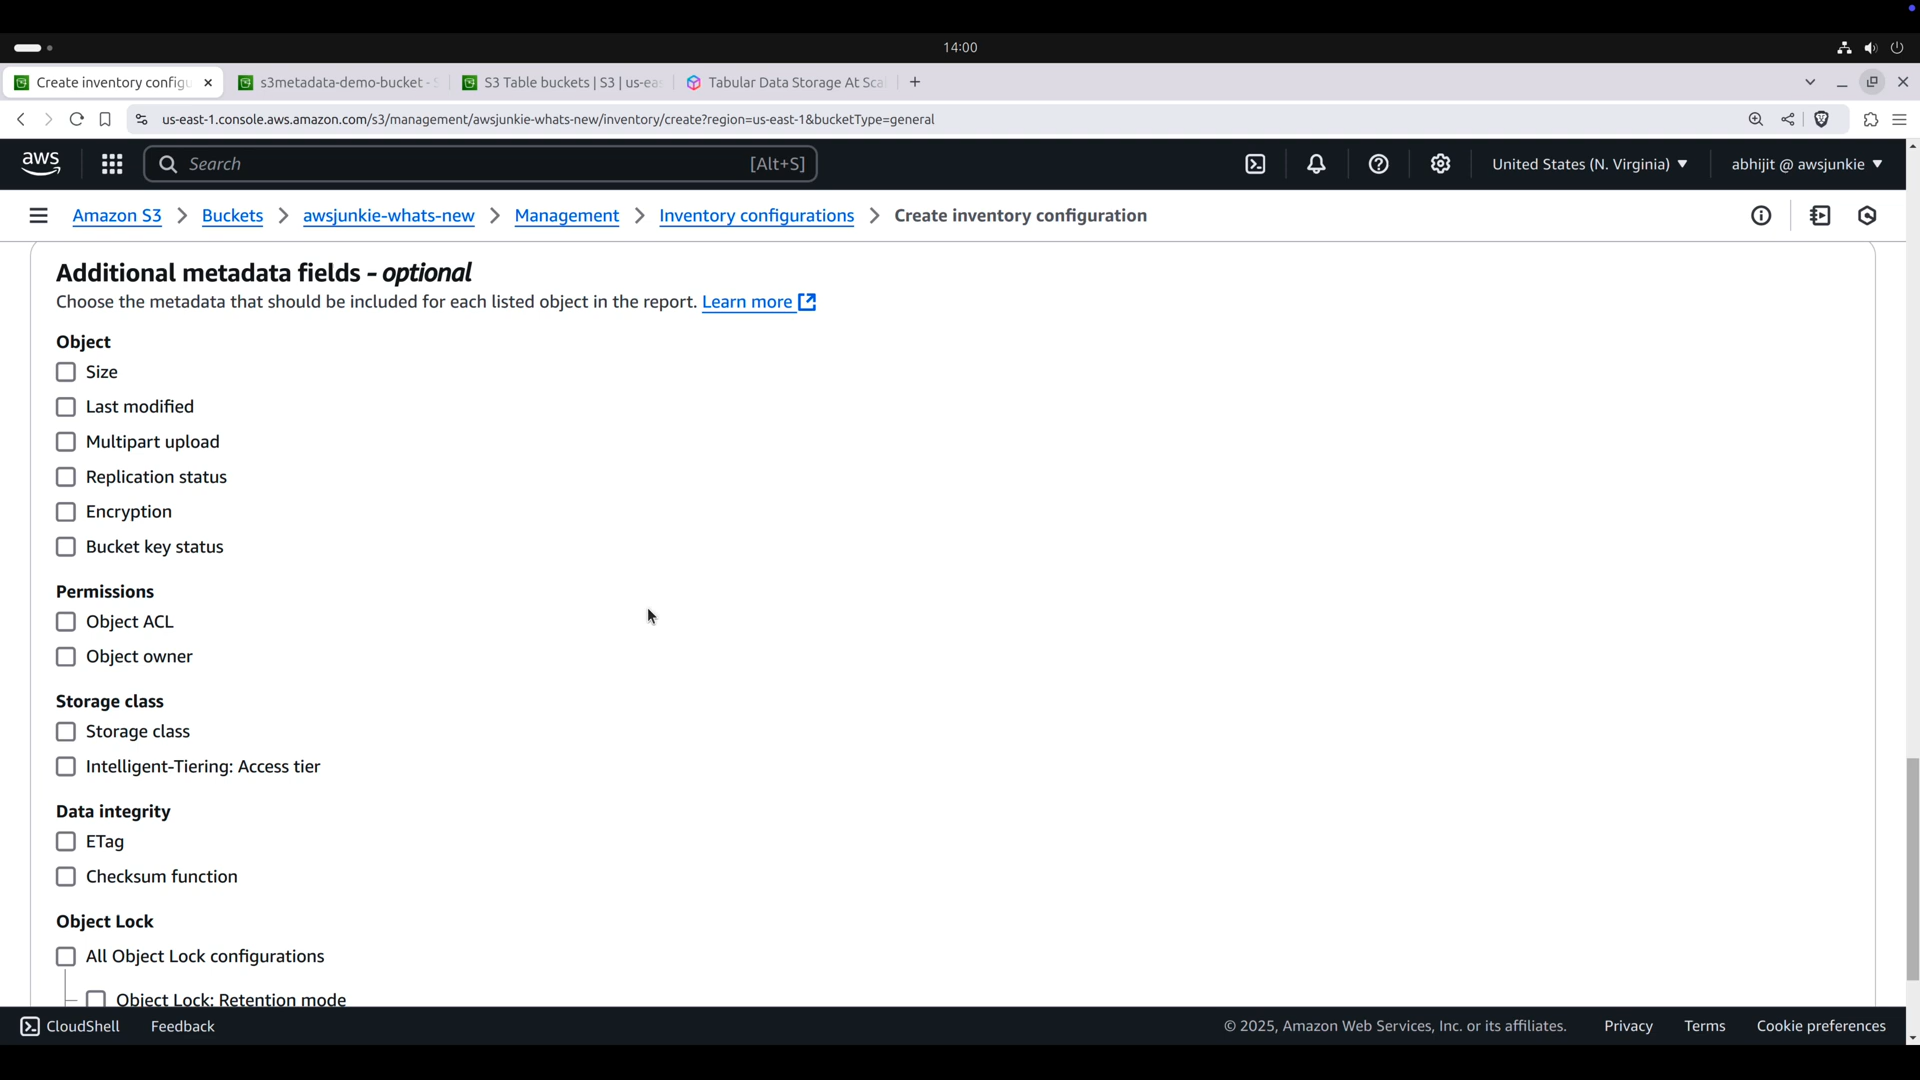 14:00
Create inventory configu
s3metadata-demo-bucket - S
S3 Table buckets | S3 | us-eas
Tabular Data Storage At Sca
us-east-1.console.aws.amazon.com/s3/management/awsjunkie-whats-new/inventory/create?region=us-east-1&bucketType=general
aws
Search
[Alt+S]
United States (N. Virginia)
abhijit @ awsjunkie
Amazon S3 > Buckets > awsjunkie-whats-new > Management > Inventory configurations > Create inventory configuration
Additional metadata fields - optional
Choose the metadata that should be included for each listed object in the report. Learn more
Object
Size
Last modified
Multipart upload
Replication status
Encryption
Bucket key status
Permissions
Object ACL
Object owner
Storage class
Storage class
Intelligent-Tiering: Access tier
Data integrity
ETag
Checksum function
Object Lock
All Object Lock configurations
Object Lock: Retention mode
CloudShell
Feedback
© 2025, Amazon Web Services, Inc. or its affiliates.
Privacy
Terms
Cookie preferences